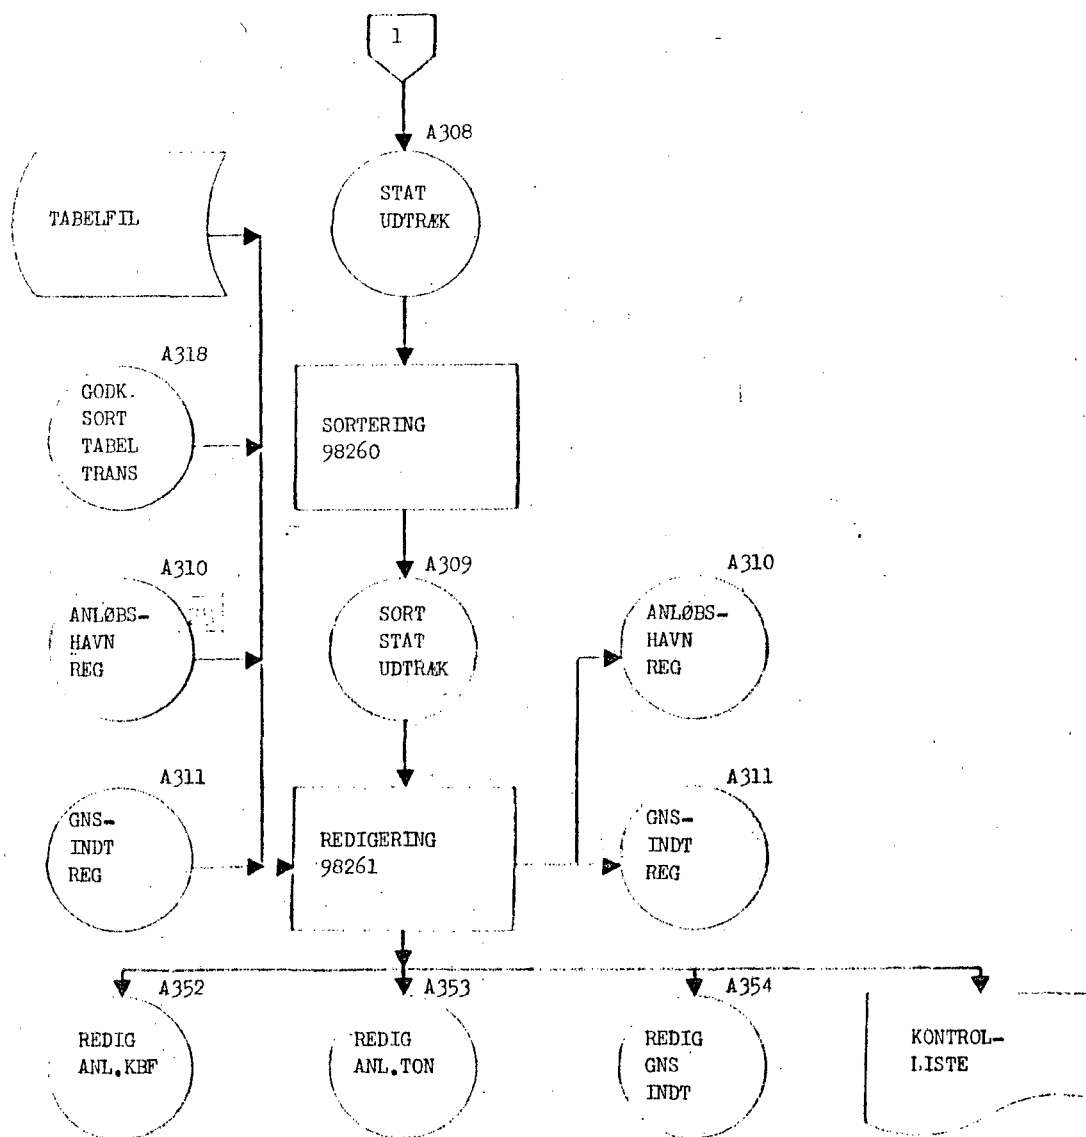 1
A308
STAT
UDTRÆK
TABELFIL
A318
GODK.
SORT
TABEL
TRANS
SORTERING
98260
A310
ANLØBS-
HAVN
REG
A309
SORT
STAT
UDTRÆK
A310
ANLØBS-
HAVN
REG
A311
GNS-
INDT
REG
REDIGERING
98261
A311
GNS-
INDT
REG
A352
REDIG
ANL.KBF
A353
REDIG
ANL.TON
A354
REDIG
GNS
INDT
KONTROL-
LISTE